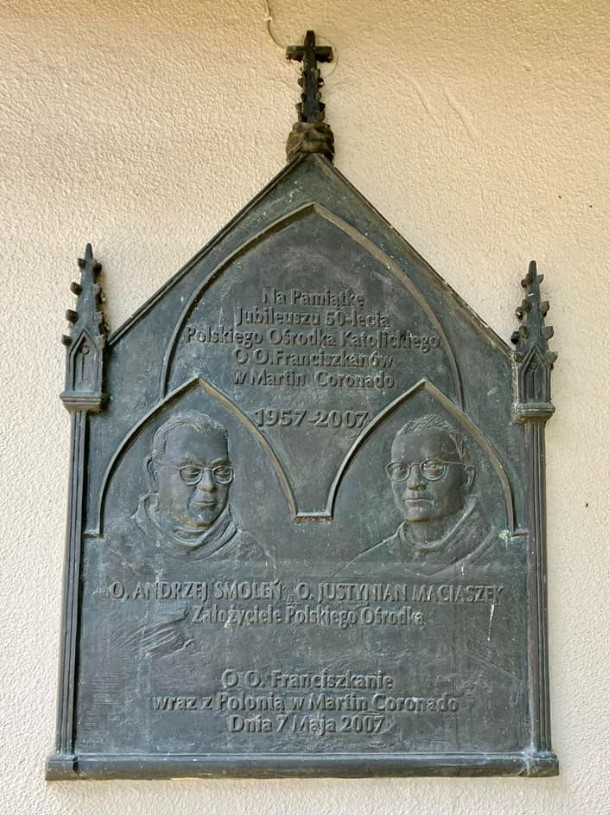 Na Pamiątkę
Jubileuszu 50-lecia
Polskiego Ośrodka Katolickiego
O O.Franciszkanów
w Martin Coronado
1957-2007
O. ANDRZEJ SMOLEŃ O. JUSTYNIAN MACIASZEK
Założyciele Polskiego Ośrodka
O O. Franciszkanie
wraz z Polonią w Martin Coronado
Dnia 7 Maja 2007